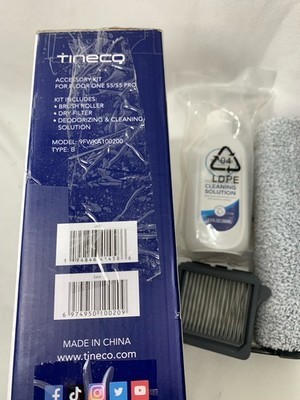 Tineco
ACCESSORY KIT
FOR FLOOR ONE S5/S5 PRO
KIT INCLUDES:
• BRUSH ROLLER
• DRY FILTER
• DEODORIZING & CLEANING
SOLUTION
MODEL: 9FWKA100200
TYPE: B
6 974950 100209
MADE IN CHINA
www.tineco.com
04
LDPE
CLEANING
SOLUTION